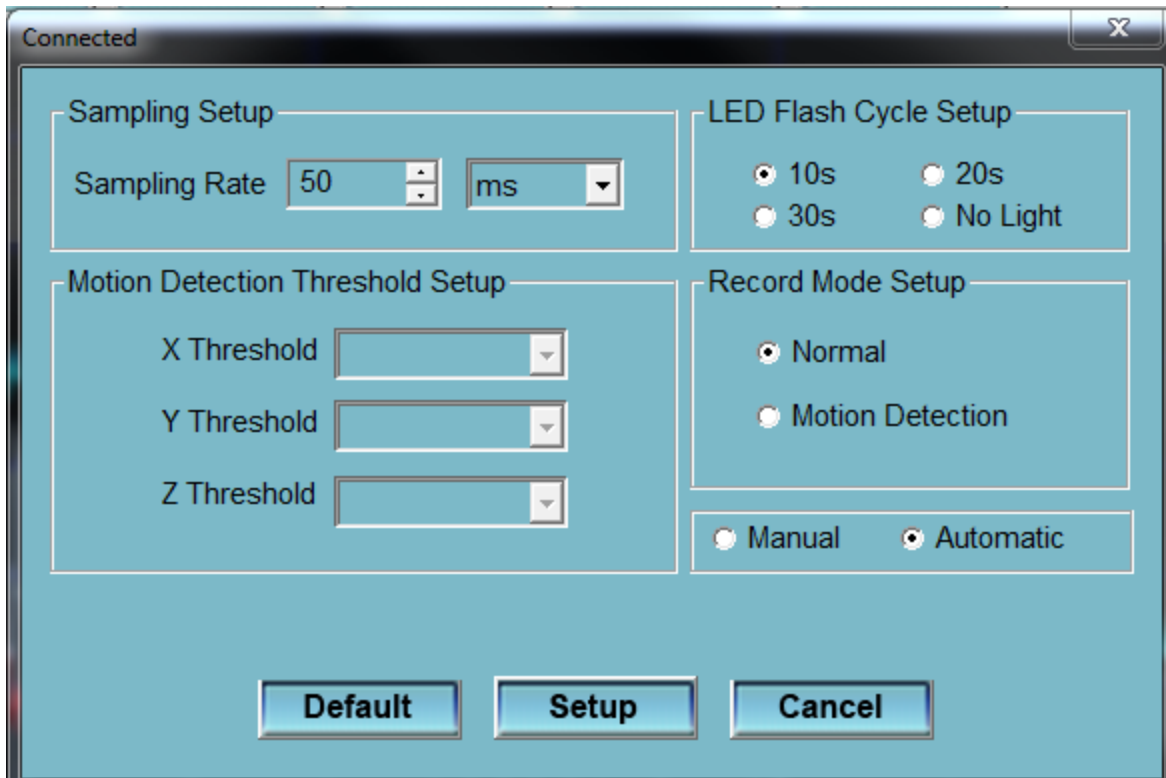 Connected
Sampling Setup
Sampling Rate 50 ms
LED Flash Cycle Setup
10s 20s
30s No Light
Motion Detection Threshold Setup
X Threshold
Y Threshold
Z Threshold
Record Mode Setup
Normal
Motion Detection
Manual Automatic
Default Setup Cancel